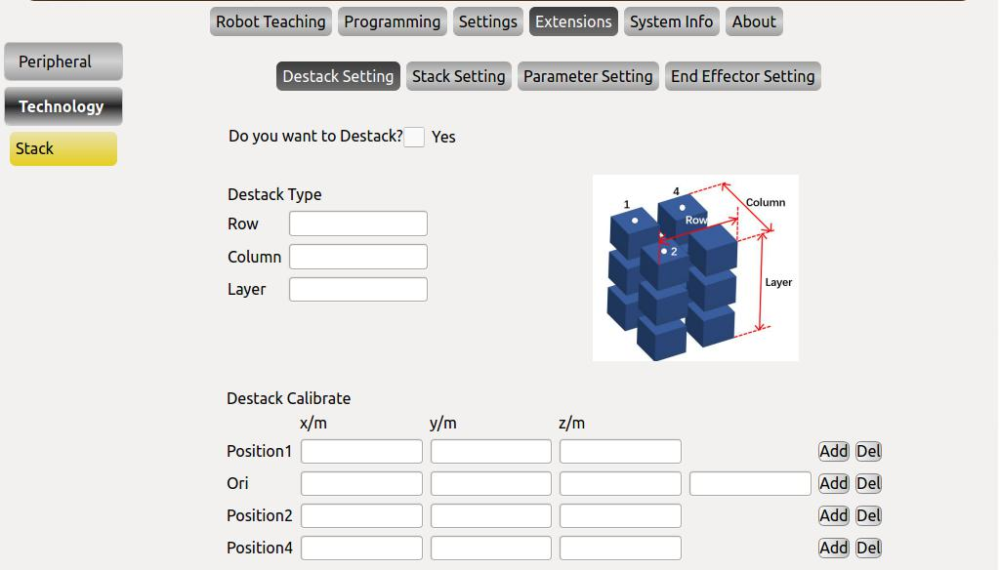 Robot Teaching Programming Settings Extensions System Info About
Peripheral
Destack Setting Stack Setting Parameter Setting End Effector Setting
Technology
Do you want to Destack? Yes
Stack
Destack Type
Row
Column
Layer
1
4
Column
Row
2
Layer
Destack Calibrate
x/m y/m z/m
Position1 Add Del
Ori Add Del
Position2 Add Del
Position4 Add Del